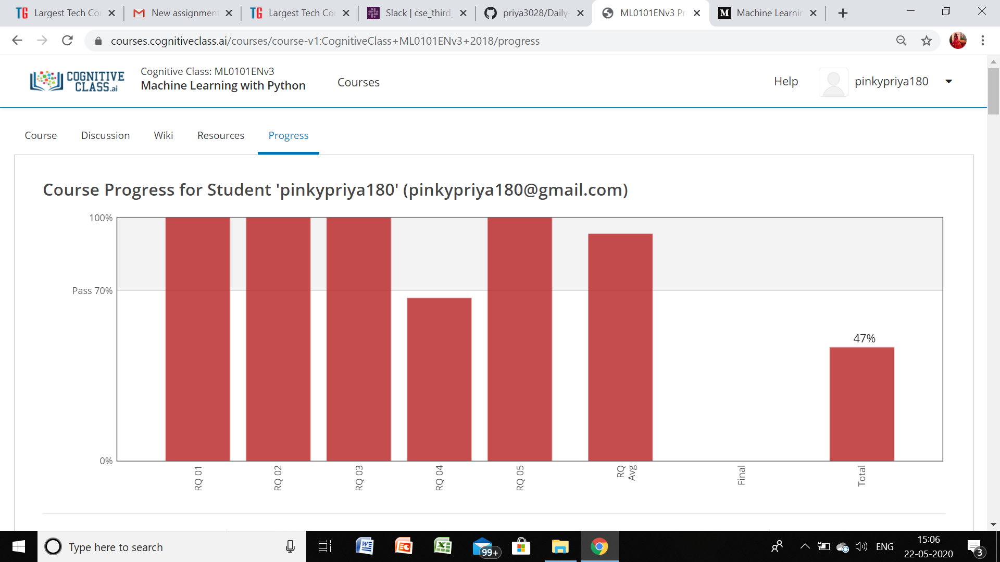 Largest Tech Co
New assignment
Largest Tech Co
Slack | cse_third_
priya3028/Daily-
ML0101ENv3 Pr
Machine Learnin
courses.cognitiveclass.ai/courses/course-v1:CognitiveClass+ML0101ENv3+2018/progress
COGNITIVE
CLASS.ai
Cognitive Class: ML0101ENv3
Machine Learning with Python
Courses
Help
pinkypriya180
Course
Discussion
Wiki
Resources
Progress
Course Progress for Student 'pinkypriya180' (pinkypriya180@gmail.com)
100%
Pass 70%
0%
47%
RQ 01
RQ 02
RQ 03
RQ 04
RQ 05
RQ
Avg
Final
Total
Type here to search
99+
ENG
15:06
22-05-2020
3